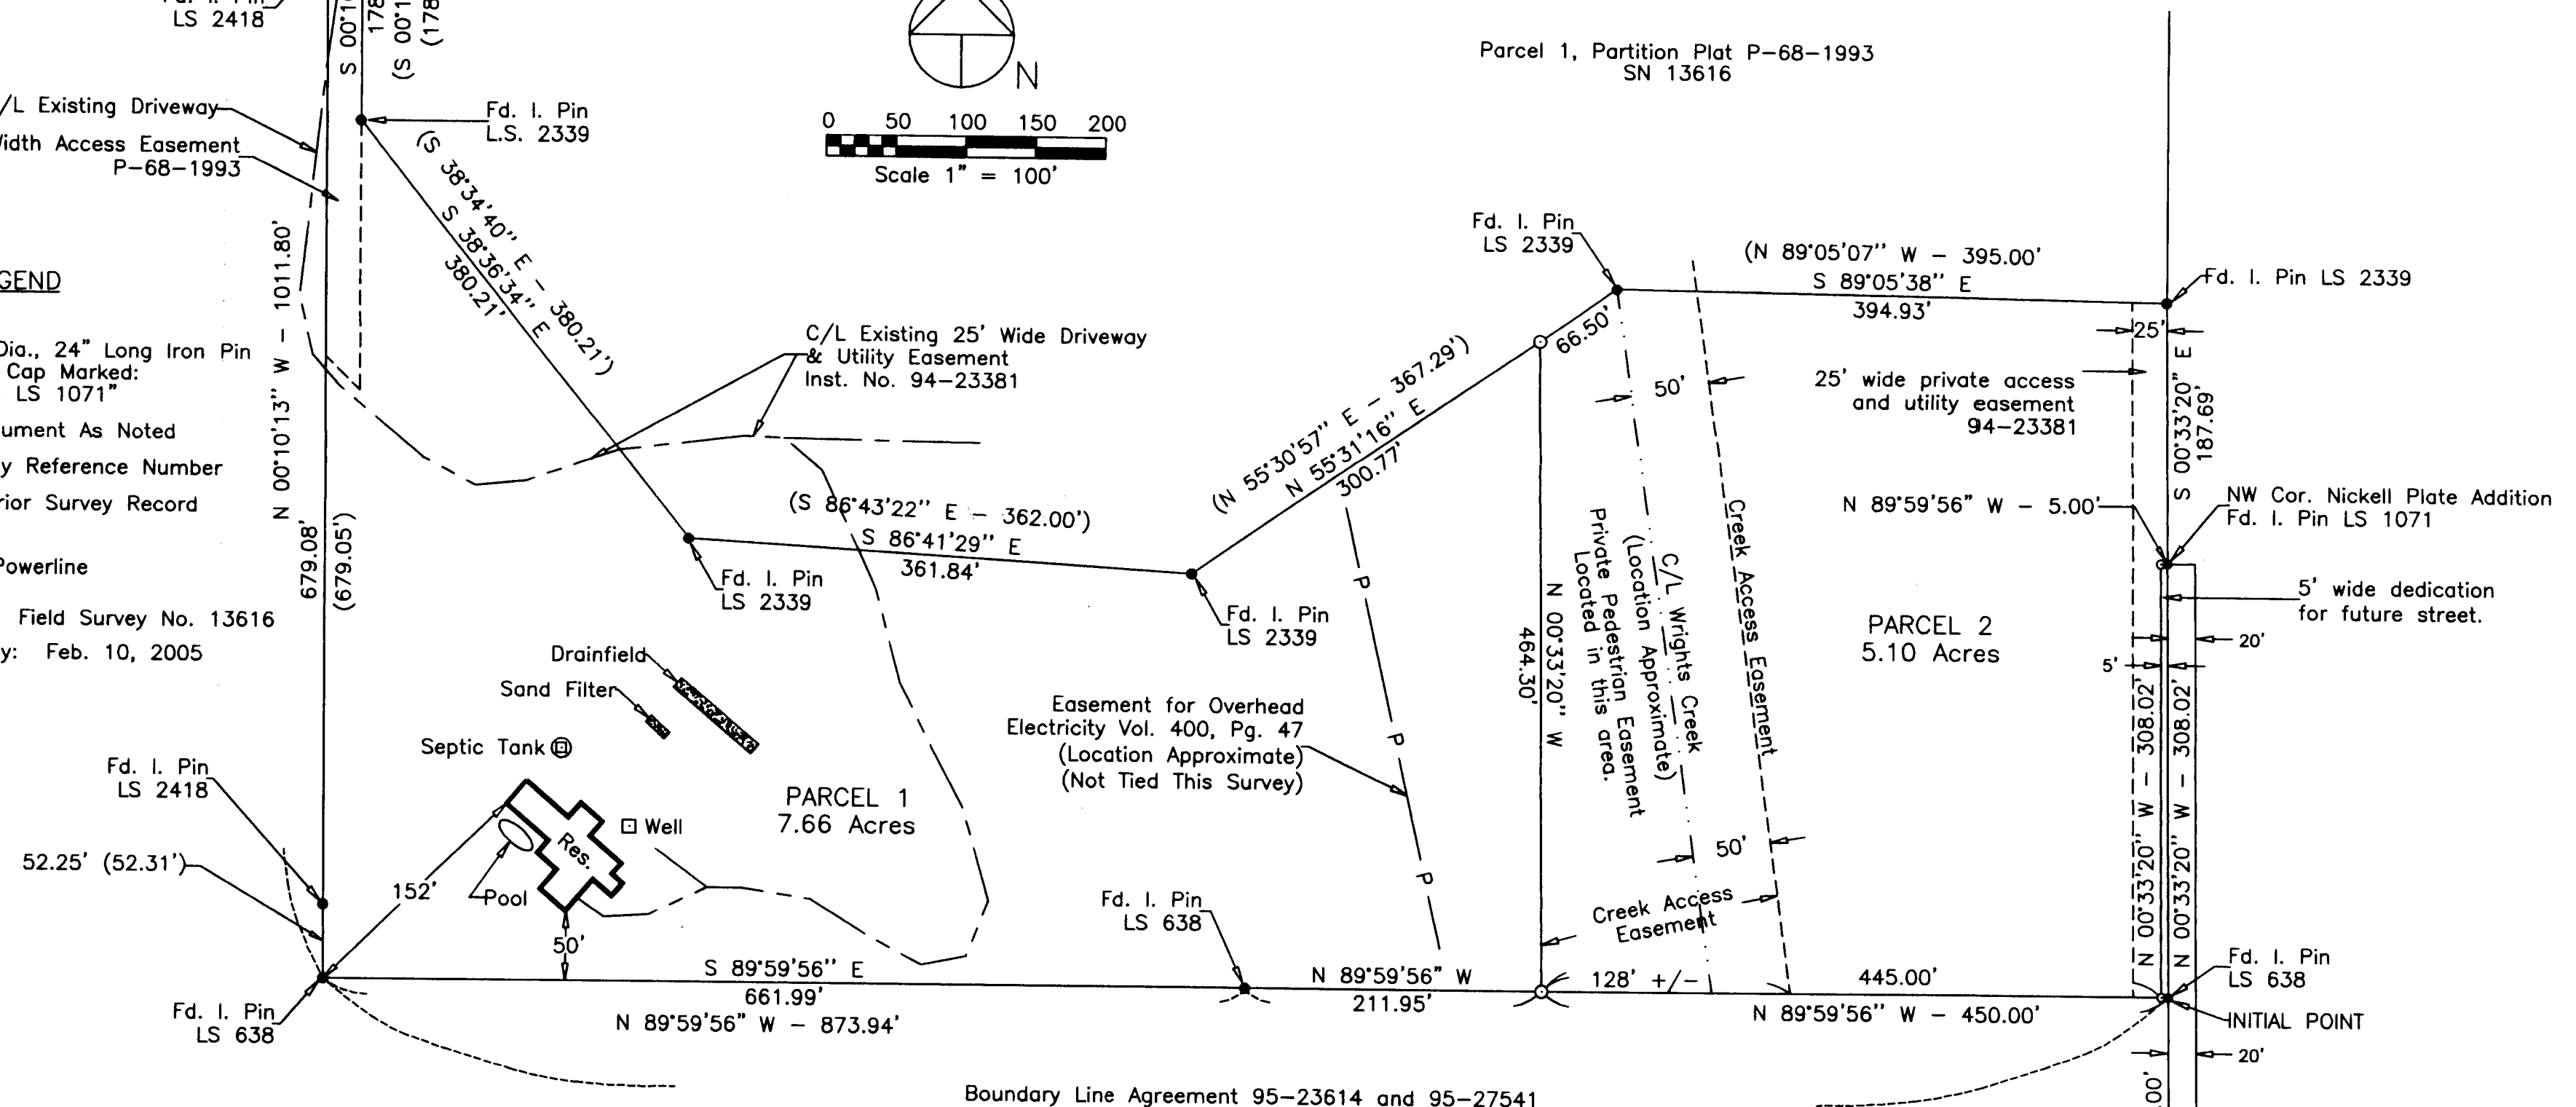 LS 2418
S 00°1
178
(S 00°1
(178
N
0 50 100 150 200
Scale 1" = 100'
Parcel 1, Partition Plat P-68-1993
SN 13616
/L Existing Driveway
Width Access Easement
P-68-1993
Fd. I. Pin
L.S. 2339
(S 38°34'40" E - 380.21')
S 38°36'34" E
380.21'
N 00°10'13" W - 1011.80'
679.08'
(679.05')
GEND
Dia., 24" Long Iron Pin
Cap Marked:
LS 1071"
ument As Noted
y Reference Number
rior Survey Record
Powerline
Field Survey No. 13616
y: Feb. 10, 2005
C/L Existing 25' Wide Driveway
& Utility Easement
Inst. No. 94-23381
(S 86°43'22" E - 362.00')
S 86°41'29" E
361.84'
Fd. I. Pin
LS 2339
Fd. I. Pin
LS 2339
(N 55°30'57" E - 367.29')
N 55°31'16" E
300.77'
66.50'
Fd. I. Pin
LS 2339
(N 89°05'07" W - 395.00'
S 89°05'38" E
394.93'
Fd. I. Pin LS 2339
25'
25' wide private access
and utility easement
94-23381
S 00°33'20" E
187.69'
50'
N 89°59'56" W - 5.00'
NW Cor. Nickell Plate Addition
Fd. I. Pin LS 1071
5' wide dedication
for future street.
20'
5'
PARCEL 2
5.10 Acres
N 00°33'20" W - 308.02'
N 00°33'20" W - 308.02'
Creek Access Easement
C/L Wrights Creek
(Location Approximate)
Private Pedestrian Easement
Located in this area.
N 00°33'20" W
464.30'
P
P
P
Easement for Overhead
Electricity Vol. 400, Pg. 47
(Location Approximate)
(Not Tied This Survey)
Drainfield
Sand Filter
Septic Tank
PARCEL 1
7.66 Acres
Well
Res.
Pool
152'
50'
Fd. I. Pin
LS 2418
52.25' (52.31')
Fd. I. Pin
LS 638
S 89°59'56" E
661.99'
N 89°59'56" W - 873.94'
Fd. I. Pin
LS 638
N 89°59'56" W
211.95'
50'
Creek Access
Easement
128' +/-
445.00'
N 89°59'56" W - 450.00'
Fd. I. Pin
LS 638
INITIAL POINT
20'
.00'
Boundary Line Agreement 95-23614 and 95-27541